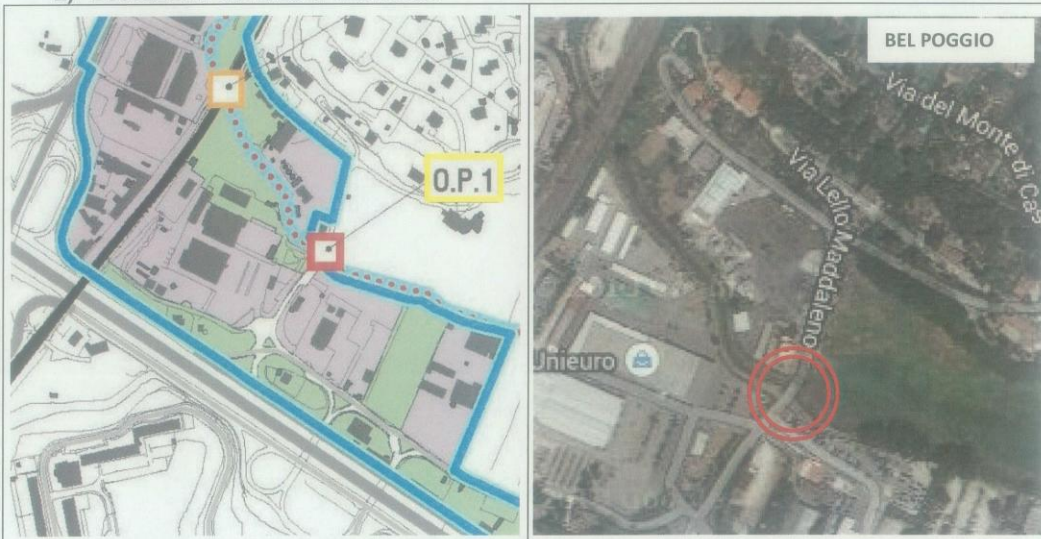 O.P.1
BEL POGGIO
Via del Monte di Cas
Via Lello Maddaleno
Unieuro